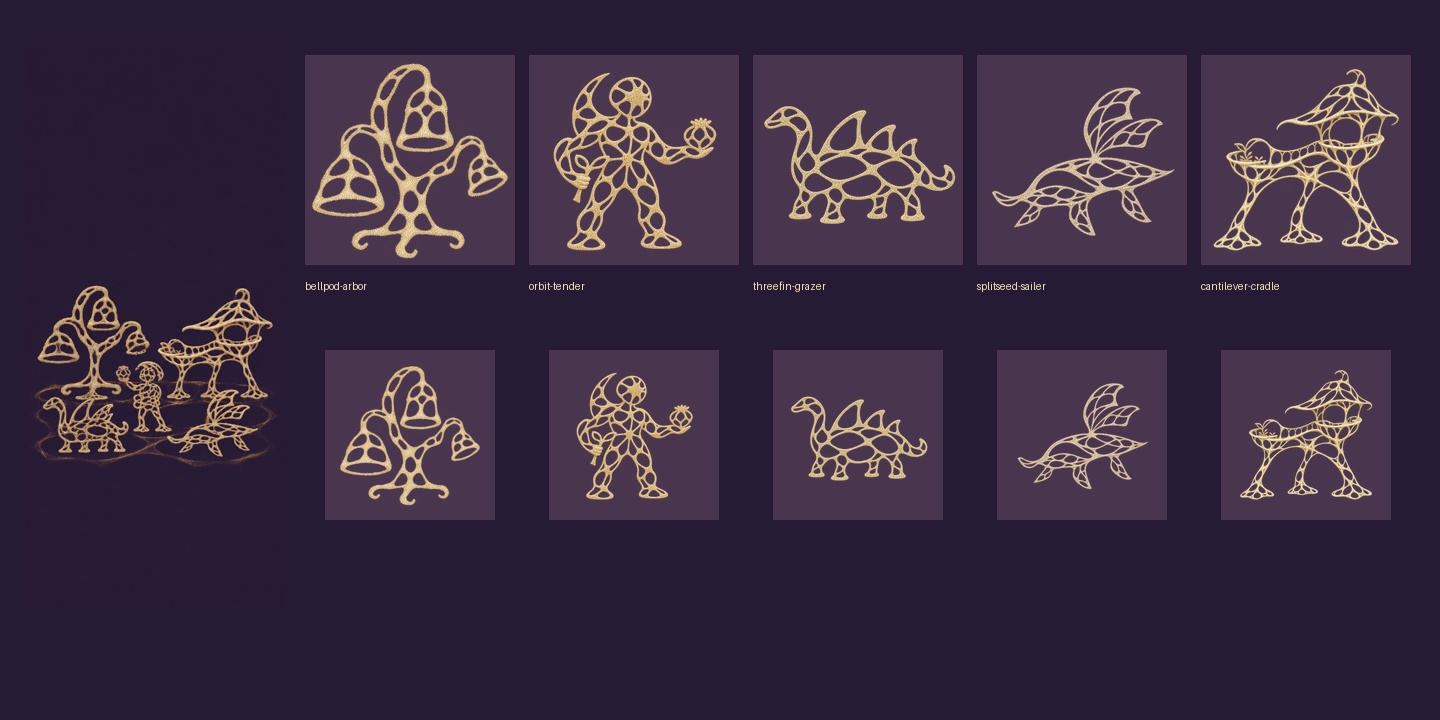 bellpod-arbor
orbit-tender
threefin-grazer
splitseed-sailer
cantilever-cradle